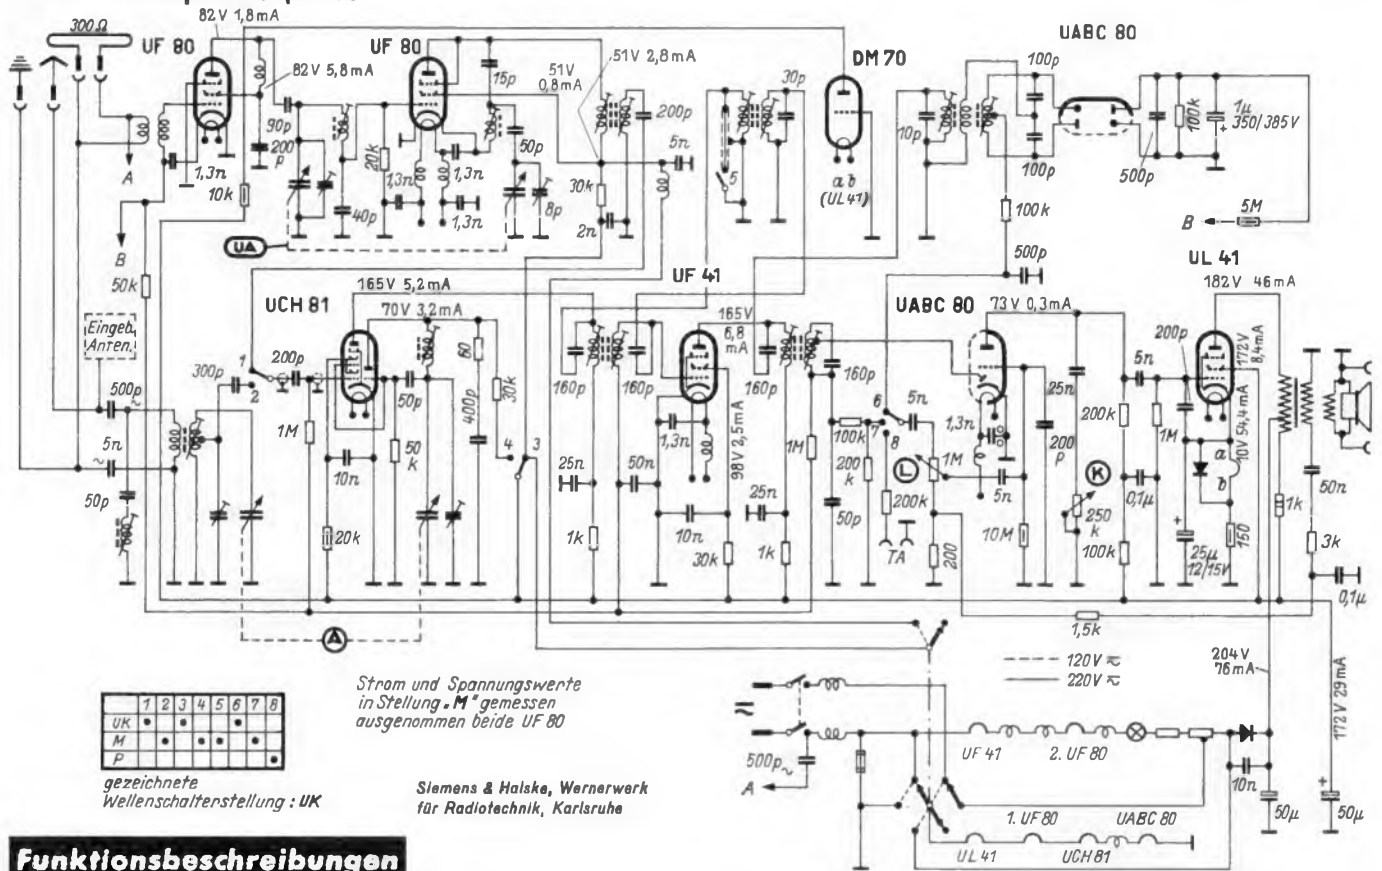 82V 1,8mA
300Ω
UF 80
UF 80
82V 5,8mA
15p
51V
0,8mA
51V 2,8mA
30p
DM 70
UABC 80
100p
90p
200
p
200p
5n
10p
1µ
350/385V
100k
A
1,3n
20k
50p
1,3n
1,3n
30k
5
a b
(UL 41)
100p
500p
10k
40p
1,3n
8p
2n
100k
B
5M
B
50k
UA
500p
UF 41
UL 41
182V 46mA
165V 5,2mA
UCH 81
70V 3,2mA
UABC 80
73V 0,3mA
165V
6,8
mA
Eingeb.
Anten.
200p
172V
8,4mA
1
200p
300p
2
60
160p
160p
160p
160p
5n
25n
500p
50p
400p
30k
6
5n
200k
1M
10V 54,4mA
5n
1M
50
k
1,3n
98V 2,5mA
1M
100k
7
8
1,3n
200
p
a
b
4
3
200
k
L
1M
K
50p
10n
25n
50n
25n
200k
5n
0,1µ
50n
20k
1k
10n
30k
1k
50p
TA
200
10M
250
k
100k
25µ
12/15V
150
1k
3k
0,1µ
A
1,5k
120V
220V
204V
76mA
172V 29mA
Strom und Spannungswerte
in Stellung „M“ gemessen
ausgenommen beide UF 80
1 2 3 4 5 6 7 8
UK
M
P
gezeichnete
Wellenschalterstellung : UK
Siemens & Halske, Wernerwerk
für Radiotechnik, Karlsruhe
500p
A
UF 41
2. UF 80
10n
50µ
50µ
1. UF 80
UABC 80
UL 41
UCH 81
Funktionsbeschreibungen